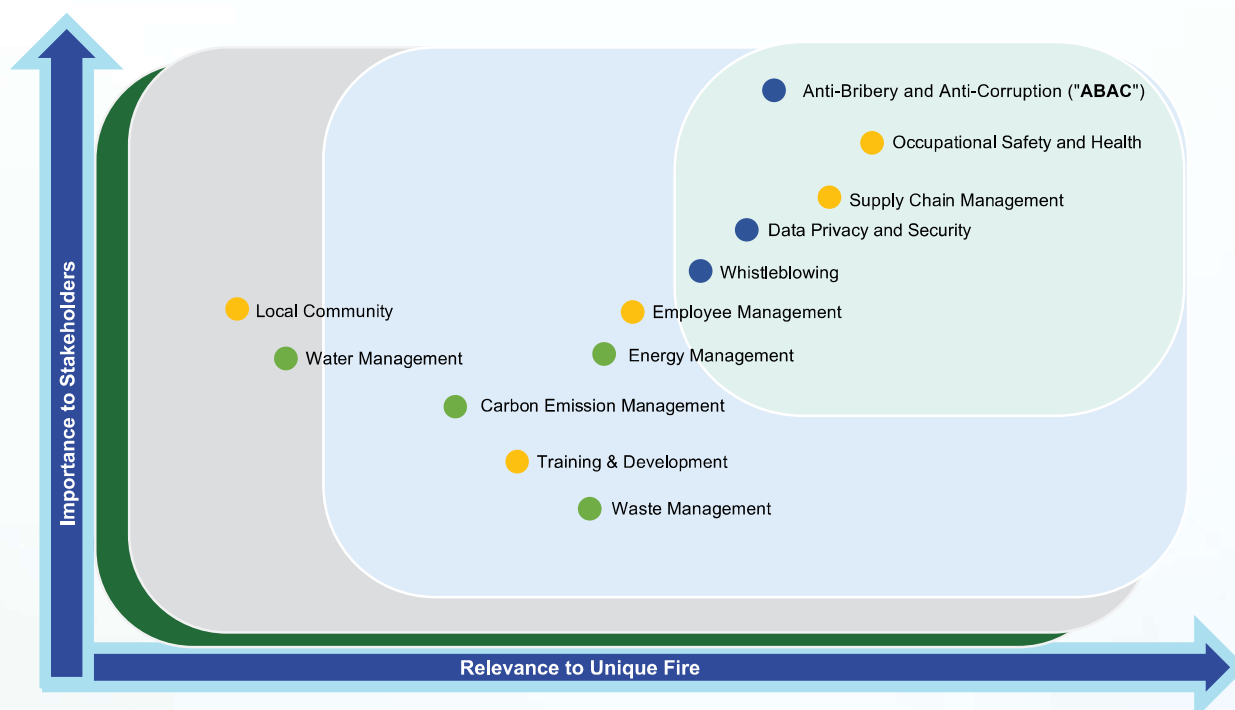 Importance to Stakeholders
Anti-Bribery and Anti-Corruption ("ABAC")
Occupational Safety and Health
Supply Chain Management
Data Privacy and Security
Whistleblowing
Local Community
Employee Management
Water Management
Energy Management
Carbon Emission Management
Training & Development
Waste Management
Relevance to Unique Fire